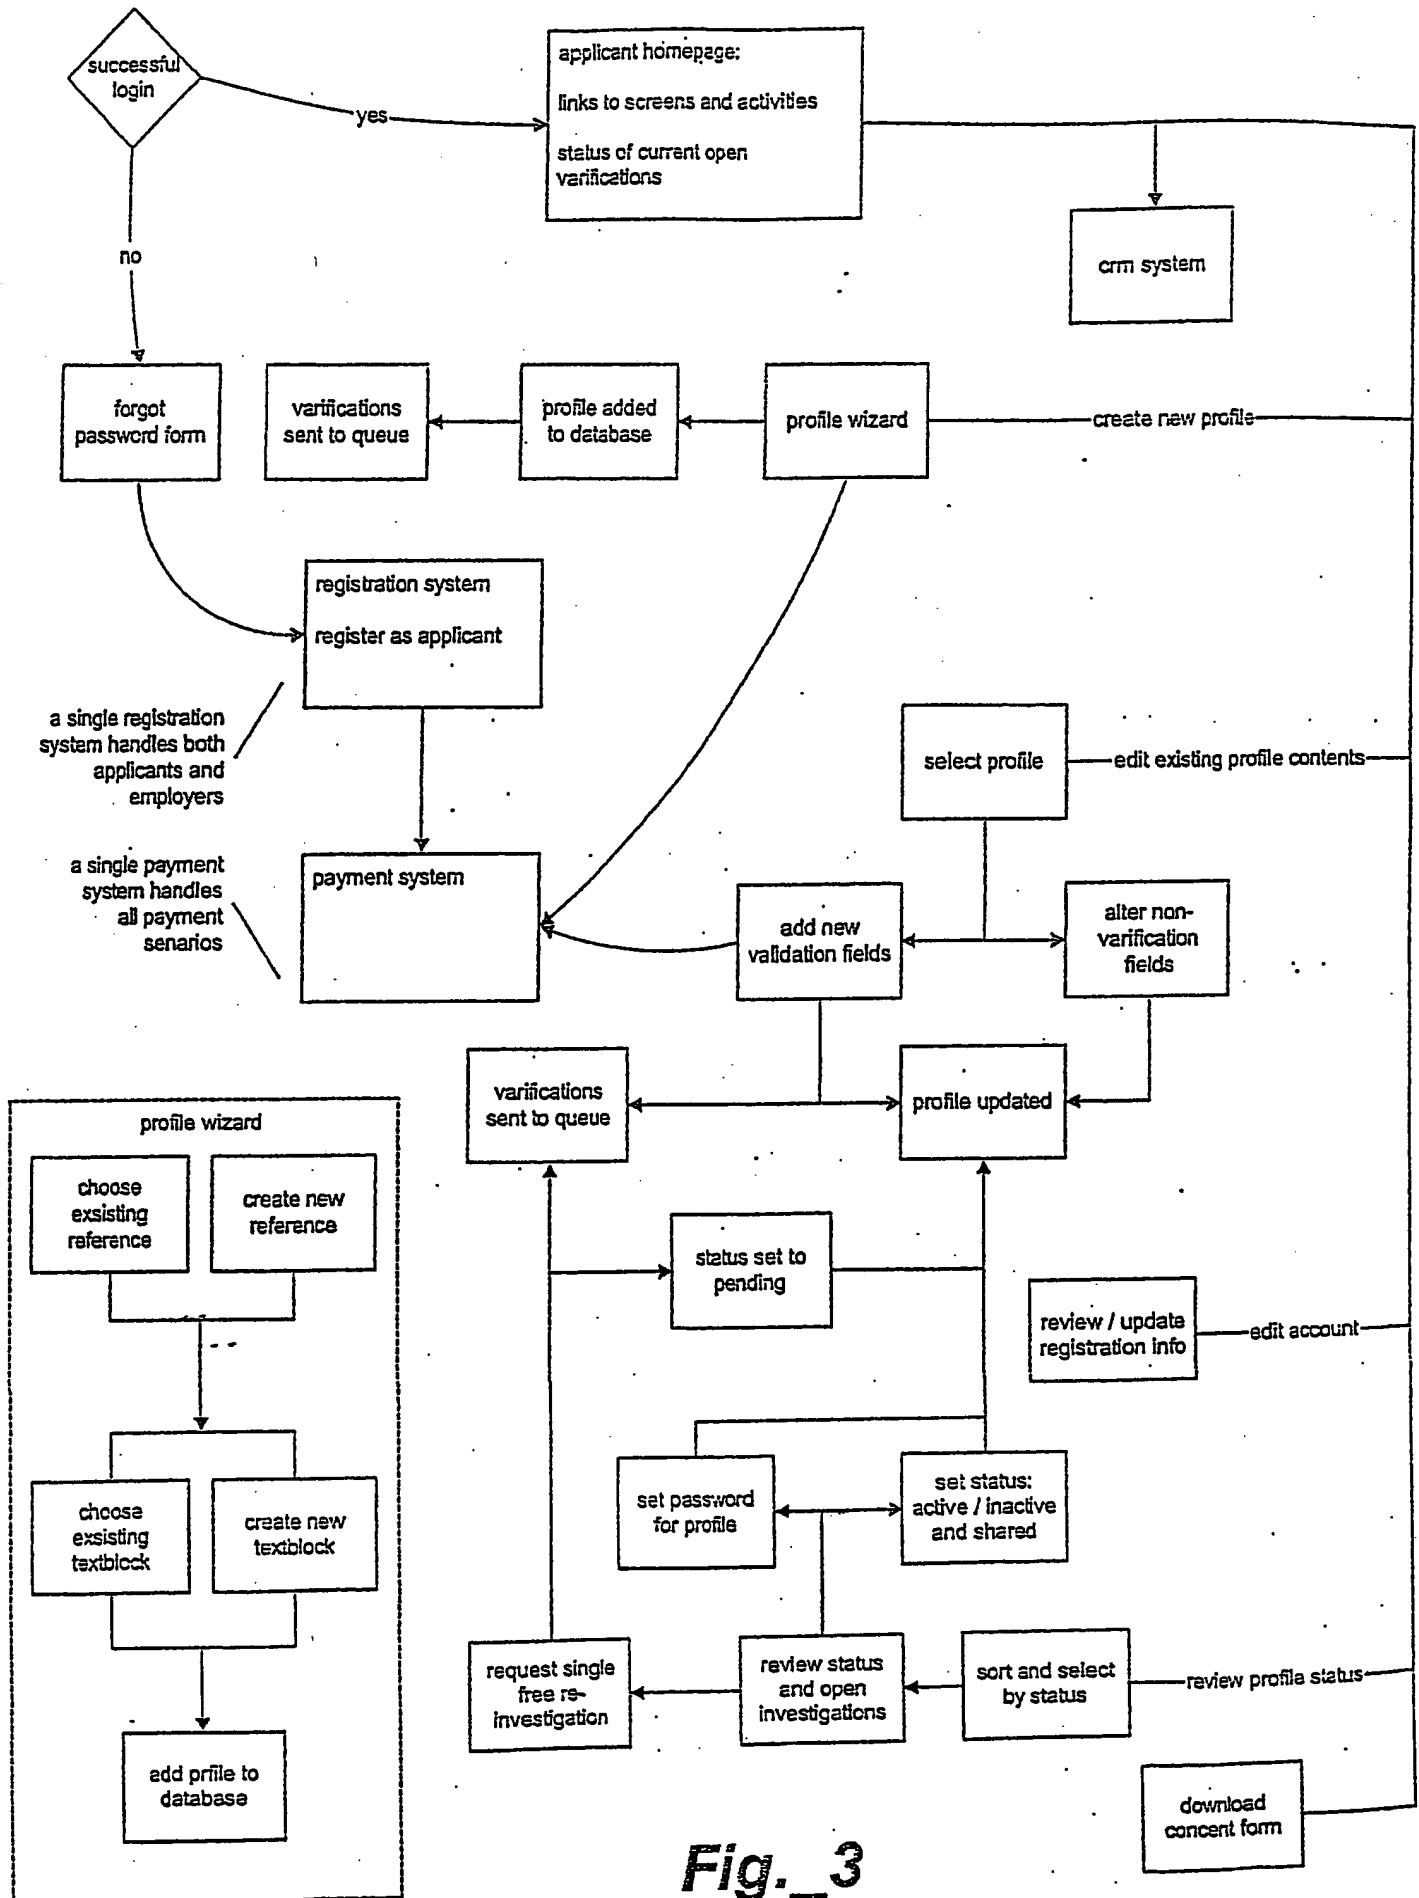 successful
login
yes
applicant homepage:
links to screens and activities
status of current open
varifications
no
crm system
forgot
password form
varifications
sent to queue
profile added
to database
profile wizard
create new profile
registration system
register as applicant
a single registration
system handles both
applicants and
employers
select profile
edit existing profile contents
a single payment
system handles
all payment
senarios
payment system
add new
validation fields
alter non-
varification
fields
varifications
sent to queue
profile updated
profile wizard
choose
exsisting
reference
create new
reference
status set to
pending
review / update
registration info
edit account
choose
exsisting
textblock
create new
textblock
set password
for profile
set status:
active / inactive
and shared
request single
free re-
investigation
review status
and open
investigations
sort and select
by status
review profile status
add prfile to
database
download
concent form
Fig._3